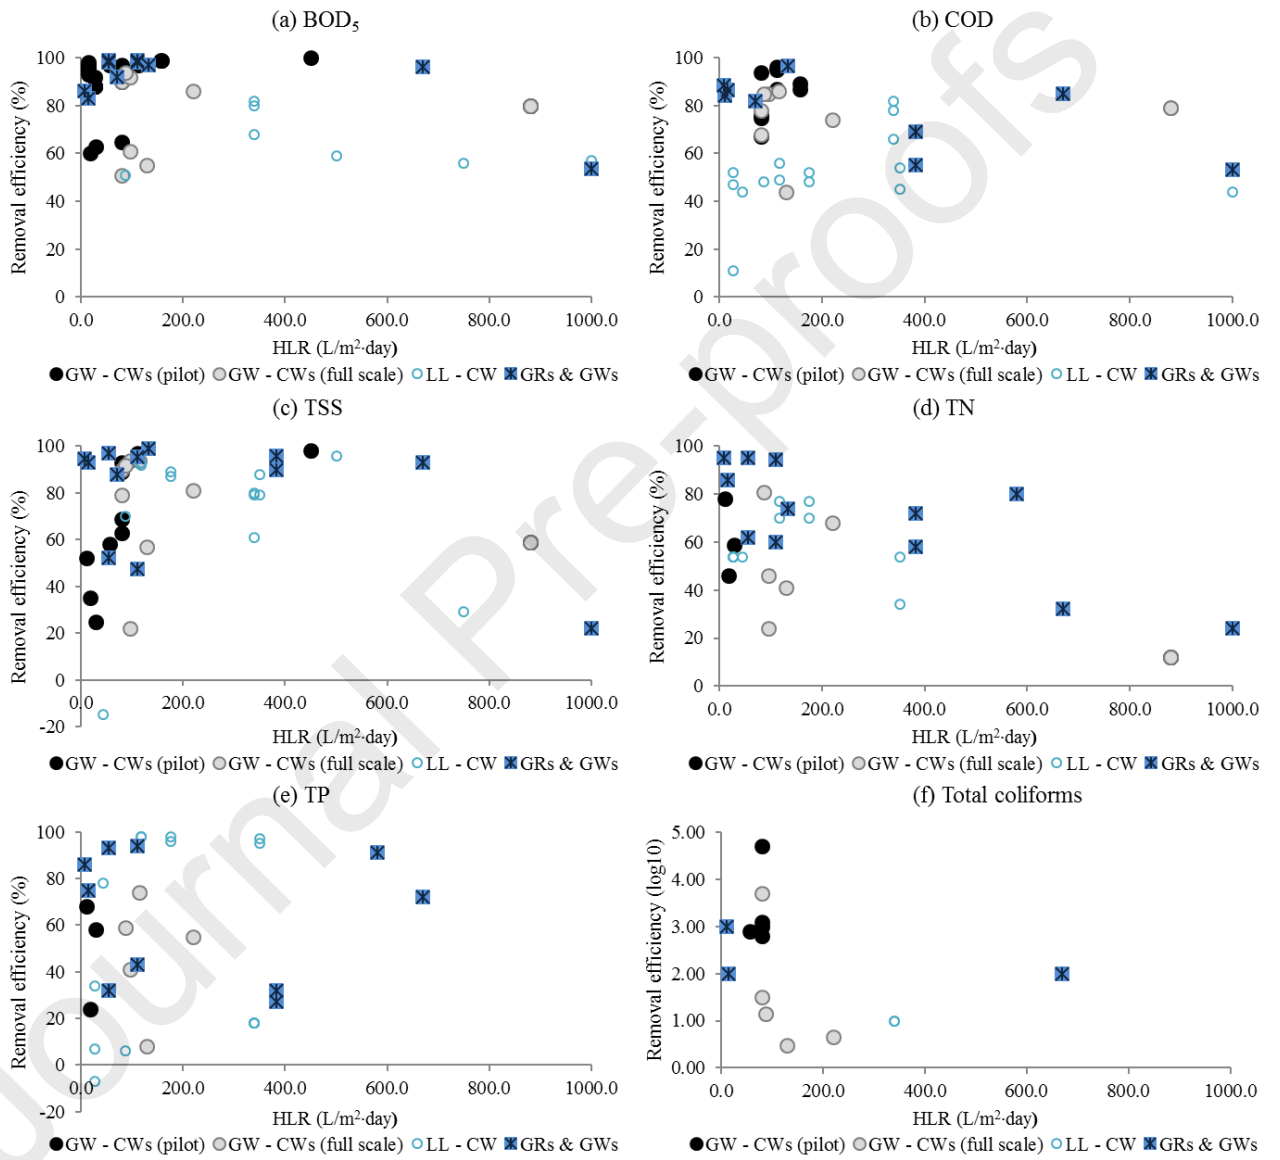 (a) BOD₅
Removal efficiency (%)
100
80
60
40
20
0
0.0 200.0 400.0 600.0 800.0 1000.0
HLR (L/m²·day)
GW - CWs (pilot) GW - CWs (full scale) LL - CW GRs & GWs
(b) COD
Removal efficiency (%)
100
80
60
40
20
0
0.0 200.0 400.0 600.0 800.0 1000.0
HLR (L/m²·day)
GW - CWs (pilot) GW - CWs (full scale) LL - CW GRs & GWs
(c) TSS
Removal efficiency (%)
100
80
60
40
20
0
-20
0.0 200.0 400.0 600.0 800.0 1000.0
HLR (L/m²·day)
GW - CWs (pilot) GW - CWs (full scale) LL - CW GRs & GWs
(d) TN
Removal efficiency (%)
100
80
60
40
20
0
0.0 200.0 400.0 600.0 800.0 1000.0
HLR (L/m²·day)
GW - CWs (pilot) GW - CWs (full scale) LL - CW GRs & GWs
(e) TP
Removal efficiency (%)
100
80
60
40
20
0
-20
0.0 200.0 400.0 600.0 800.0 1000.0
HLR (L/m²·day)
GW - CWs (pilot) GW - CWs (full scale) LL - CW GRs & GWs
(f) Total coliforms
Removal efficiency (log10)
5.00
4.00
3.00
2.00
1.00
0.00
0.0 200.0 400.0 600.0 800.0 1000.0
HLR (L/m²·day)
GW - CWs (pilot) GW - CWs (full scale) LL - CW GRs & GWs
Journal Pre-proofs